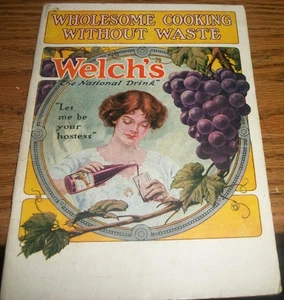 WHOLESOME COOKING
WITHOUT WASTE
Welch's
"The National Drink"
"Let
me be
your
hostess"